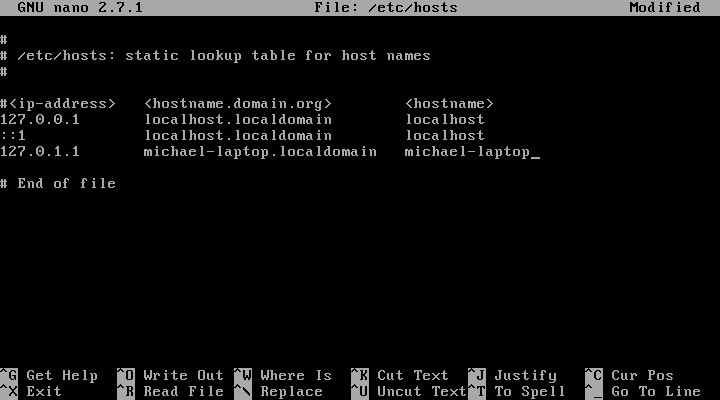 GNU nano 2.7.1 File: /etc/hosts Modified
#
# /etc/hosts: static lookup table for host names
#
#<ip-address> <hostname.domain.org> <hostname>
127.0.0.1 localhost.localdomain localhost
::1 localhost.localdomain localhost
127.0.1.1 michael-laptop.localdomain michael-laptop_
# End of file
^G Get Help ^O Write Out ^W Where Is ^K Cut Text ^J Justify ^C Cur Pos
^X Exit ^R Read File ^\ Replace ^U Uncut Text ^T To Spell ^_ Go To Line